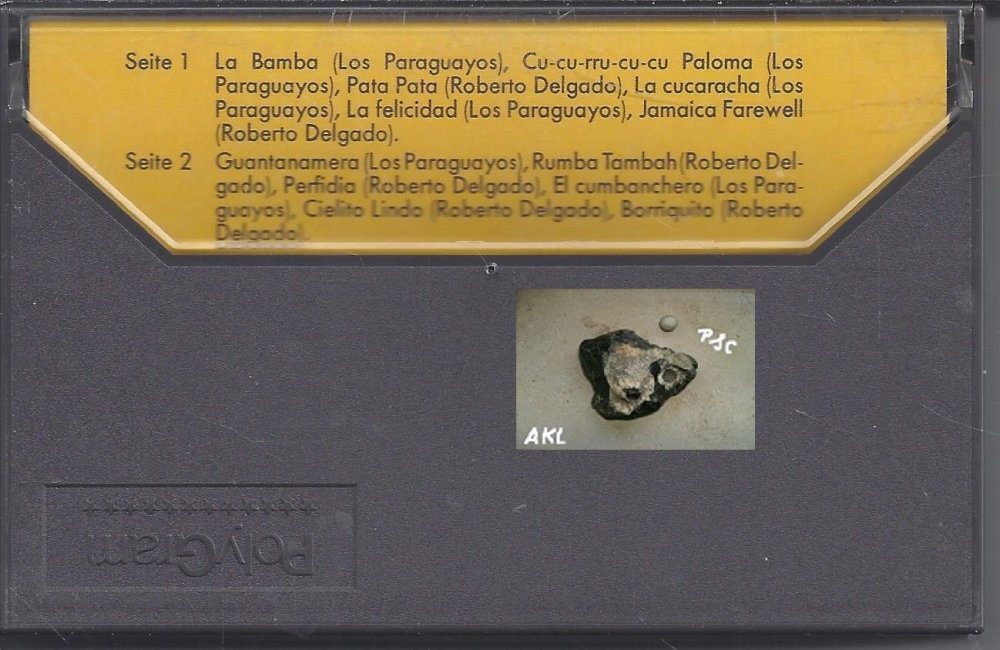 Seite 1 La Bamba (Los Paraguayos), Cu-cu-rru-cu-cu Paloma (Los
Paraguayos), Pata Pata (Roberto Delgado), La cucaracha (Los
Paraguayos), La felicidad (Los Paraguayos), Jamaica Farewell
(Roberto Delgado).
Seite 2 Guantanamera (Los Paraguayos), Rumba Tambah (Roberto Del-
gado), Perfidia (Roberto Delgado), El cumbanchero (Los Para-
guayos), Cielito Lindo (Roberto Delgado), Borriquito (Roberto
Delgado).
PSC
AKL
PolyGram